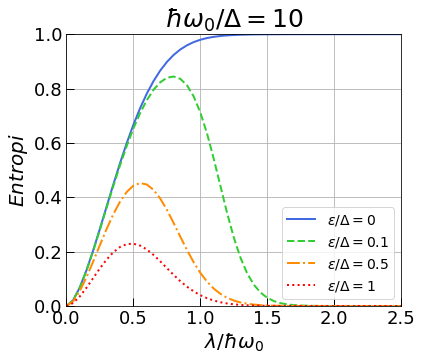 ħω₀/Δ = 10
Entropi
1.0
0.8
0.6
0.4
0.2
0.0
0.0 0.5 1.0 1.5 2.0 2.5
λ/ħω₀
ε/Δ = 0
ε/Δ = 0.1
ε/Δ = 0.5
ε/Δ = 1